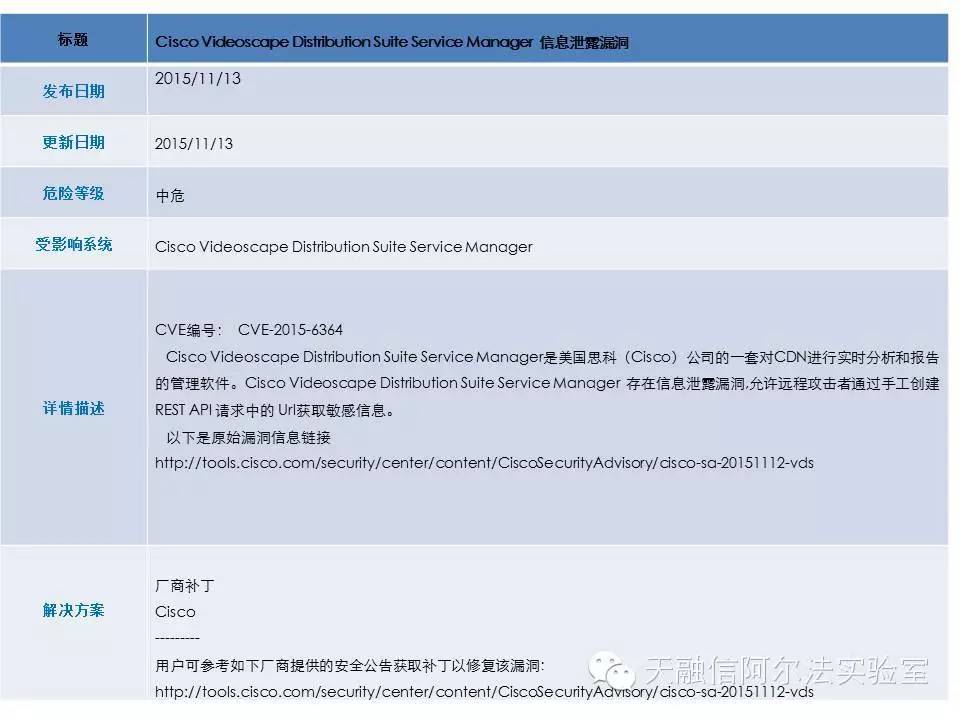 标题
Cisco Videoscape Distribution Suite Service Manager 信息泄露漏洞
发布日期
2015/11/13
更新日期
2015/11/13
危险等级
中危
受影响系统
Cisco Videoscape Distribution Suite Service Manager
详情描述
CVE编号： CVE-2015-6364
Cisco Videoscape Distribution Suite Service Manager是美国思科（Cisco）公司的一套对CDN进行实时分析和报告
的管理软件。Cisco Videoscape Distribution Suite Service Manager 存在信息泄露漏洞,允许远程攻击者通过手工创建
REST API 请求中的 Url获取敏感信息。
以下是原始漏洞信息链接
http://tools.cisco.com/security/center/content/CiscoSecurityAdvisory/cisco-sa-20151112-vds
解决方案
厂商补丁
Cisco
---------
用户可参考如下厂商提供的安全公告获取补丁以修复该漏洞：
http://tools.cisco.com/security/center/content/CiscoSecurityAdvisory/cisco-sa-20151112-vds
天融信阿尔法实验室